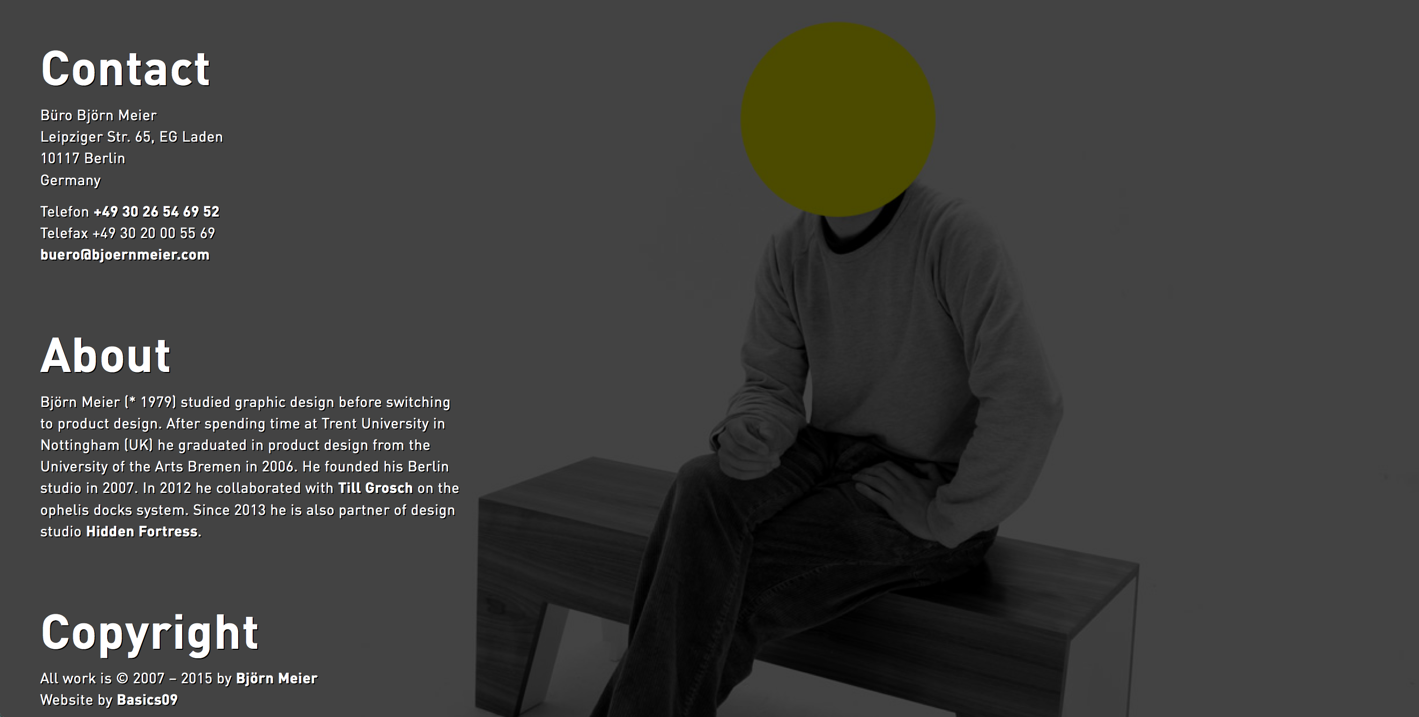 Contact
Büro Björn Meier
Leipziger Str. 65, EG Laden
10117 Berlin
Germany
Telefon +49 30 26 54 69 52
Telefax +49 30 20 00 55 69
buero@bjoernmeier.com
About
Björn Meier (* 1979) studied graphic design before switching
to product design. After spending time at Trent University in
Nottingham (UK) he graduated in product design from the
University of the Arts Bremen in 2006. He founded his Berlin
studio in 2007. In 2012 he collaborated with Till Grosch on the
ophelis docks system. Since 2013 he is also partner of design
studio Hidden Fortress.
Copyright
All work is © 2007 – 2015 by Björn Meier
Website by Basics09